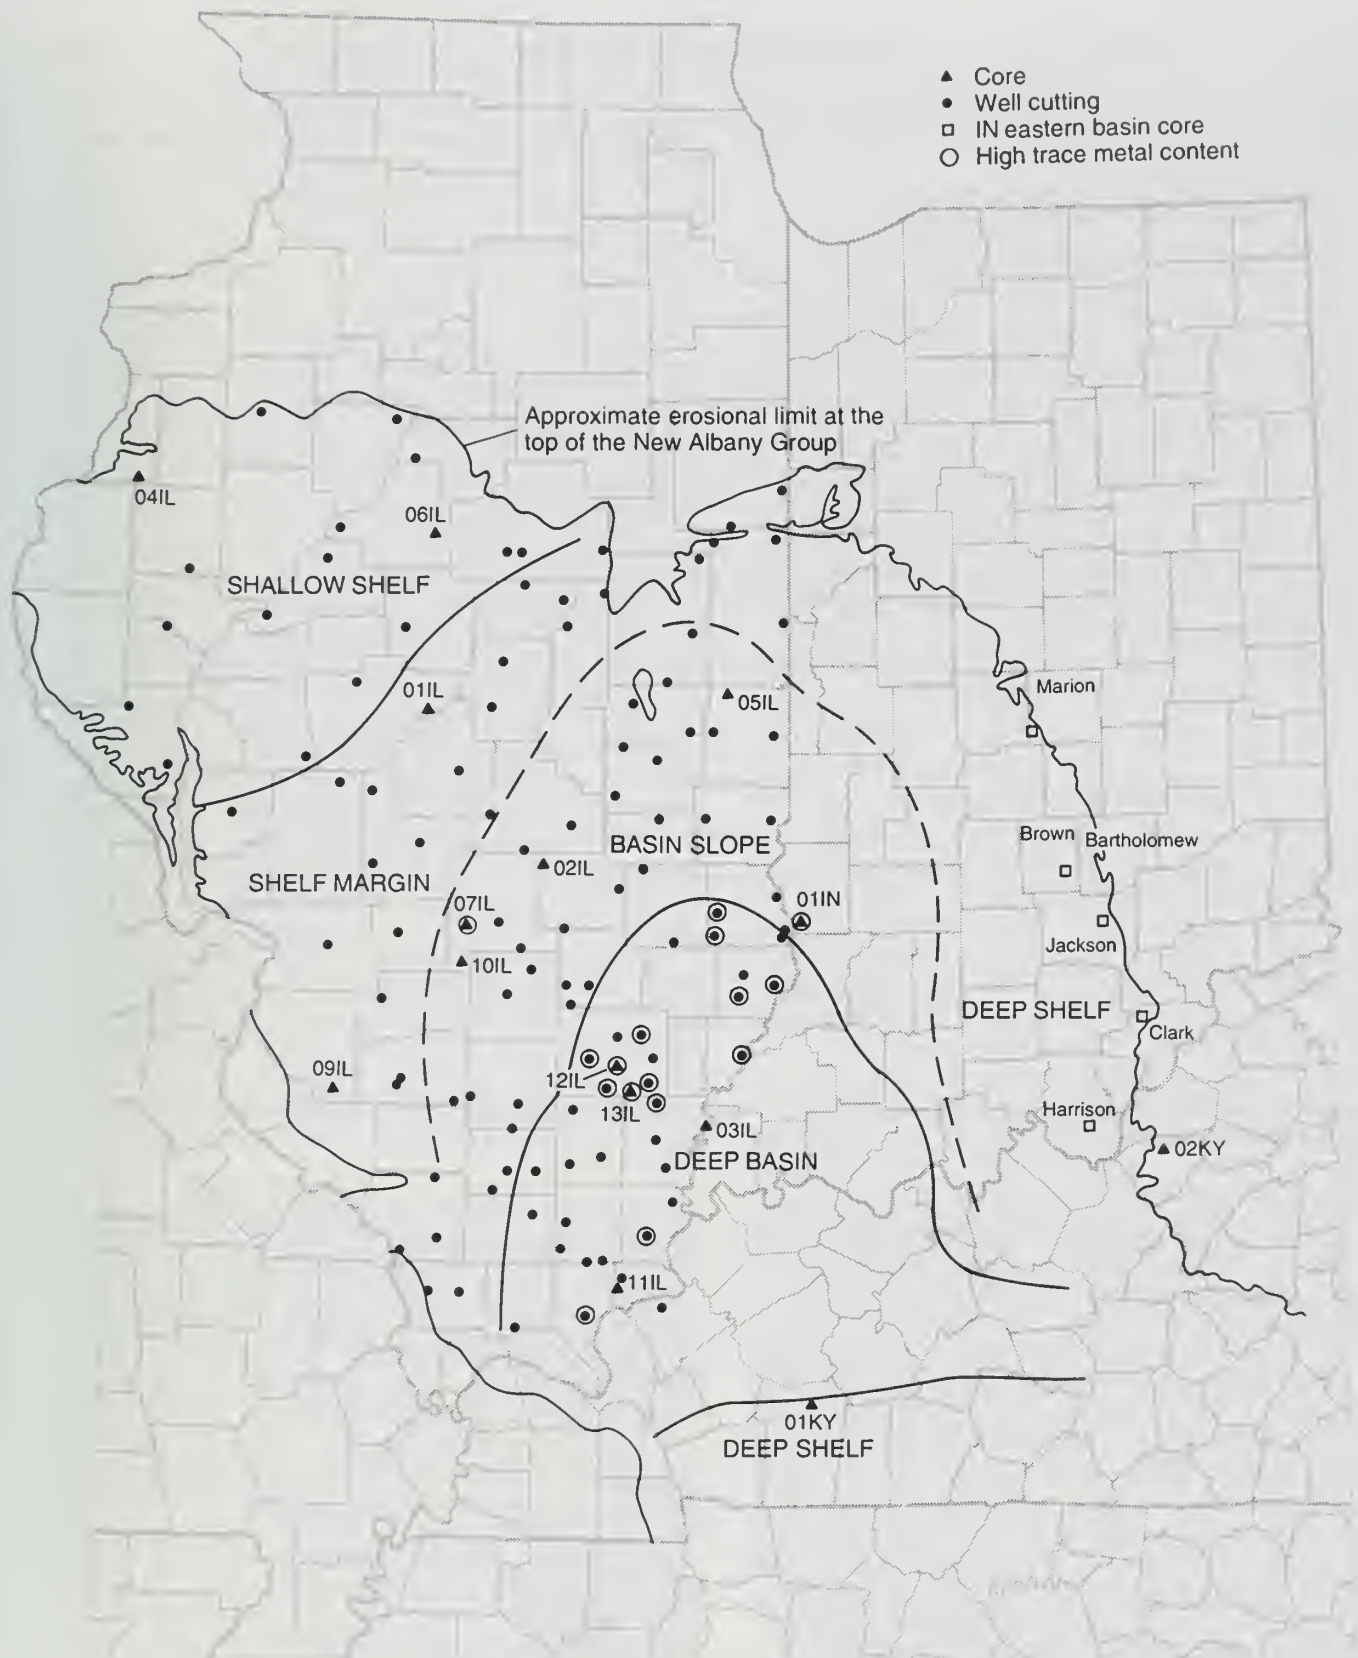 Core
Well cutting
IN eastern basin core
High trace metal content
Approximate erosional limit at the
top of the New Albany Group
04IL
06IL
SHALLOW SHELF
01IL
05IL
Marion
Brown
Bartholomew
BASIN SLOPE
02IL
SHELF MARGIN
07IL
01IN
Jackson
10IL
DEEP SHELF
Clark
09IL
12IL
13IL
Harrison
03IL
02KY
DEEP BASIN
11IL
01KY
DEEP SHELF